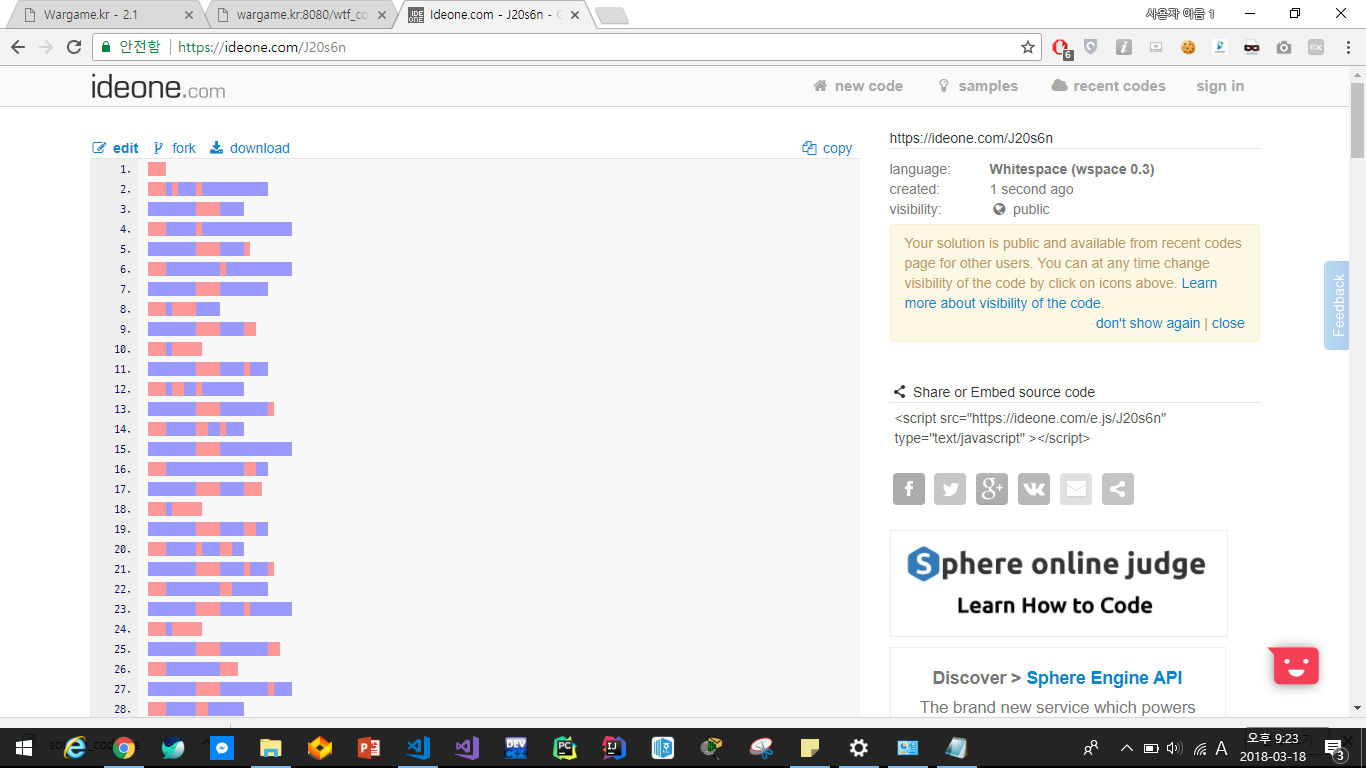 Wargame.kr - 2.1
wargame.kr:8080/wtf_co
Ideone.com - J20s6n - C
사용자 이름 1
안전함
https://ideone.com/J20s6n
6
ideone.com
new code
samples
recent codes
sign in
edit
fork
download
copy
1.
2.
3.
4.
5.
6.
7.
8.
9.
10.
11.
12.
13.
14.
15.
16.
17.
18.
19.
20.
21.
22.
23.
24.
25.
26.
27.
28.
https://ideone.com/J20s6n
language: Whitespace (wspace 0.3)
created: 1 second ago
visibility: public
Your solution is public and available from recent codes
page for other users. You can at any time change
visibility of the code by click on icons above. Learn
more about visibility of the code.
don't show again | close
Feedback
Share or Embed source code
<script src="https://ideone.com/e.js/J20s6n"
type="text/javascript" ></script>
Sphere online judge
Learn How to Code
Discover > Sphere Engine API
The brand new service which powers
DEV
PC
IJ
A
오후 9:23
2018-03-18
3